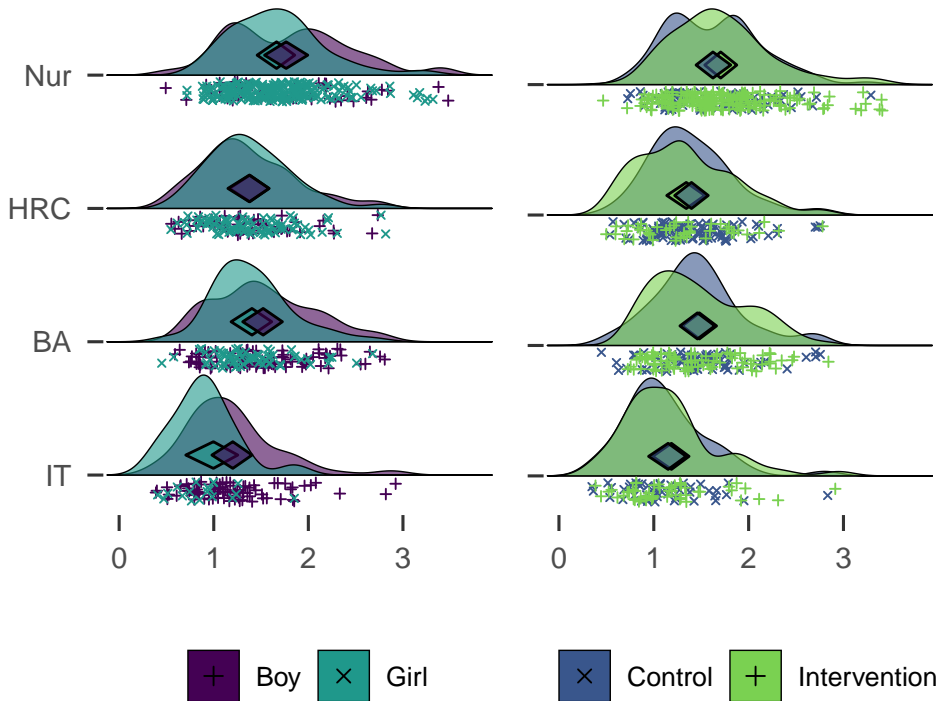 Nur
HRC
BA
IT
0 1 2 3 0 1 2 3
Boy Girl Control Intervention